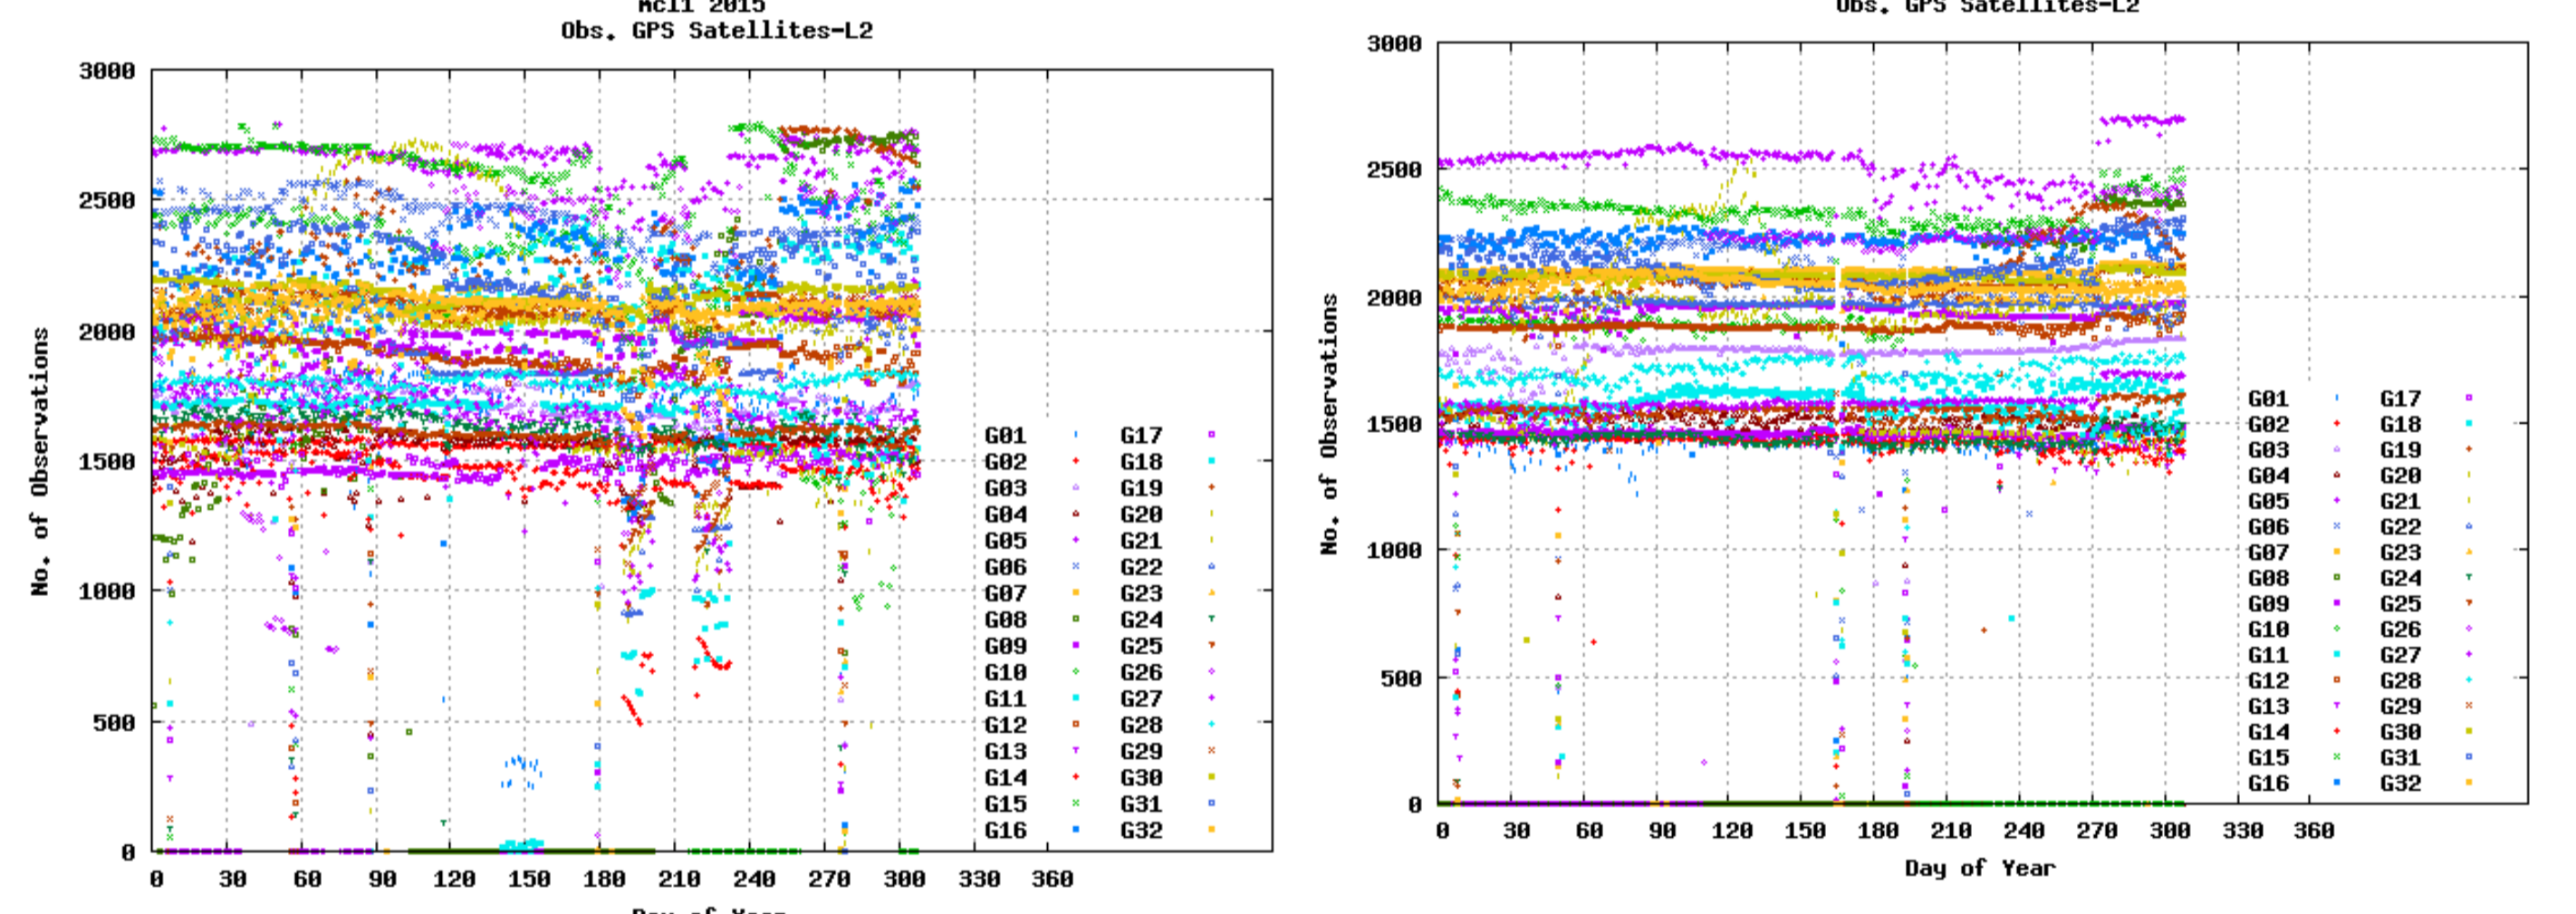 Mcl1 2015
Obs. GPS Satellites-L2
3000
2500
2000
1500
1000
500
0
No. of Observations
0 30 60 90 120 150 180 210 240 270 300 330 360
Day of Year
G01 G17
G02 G18
G03 G19
G04 G20
G05 G21
G06 G22
G07 G23
G08 G24
G09 G25
G10 G26
G11 G27
G12 G28
G13 G29
G14 G30
G15 G31
G16 G32
Obs. GPS Satellites-L2
3000
2500
2000
1500
1000
500
0
No. of Observations
0 30 60 90 120 150 180 210 240 270 300 330 360
Day of Year
G01 G17
G02 G18
G03 G19
G04 G20
G05 G21
G06 G22
G07 G23
G08 G24
G09 G25
G10 G26
G11 G27
G12 G28
G13 G29
G14 G30
G15 G31
G16 G32